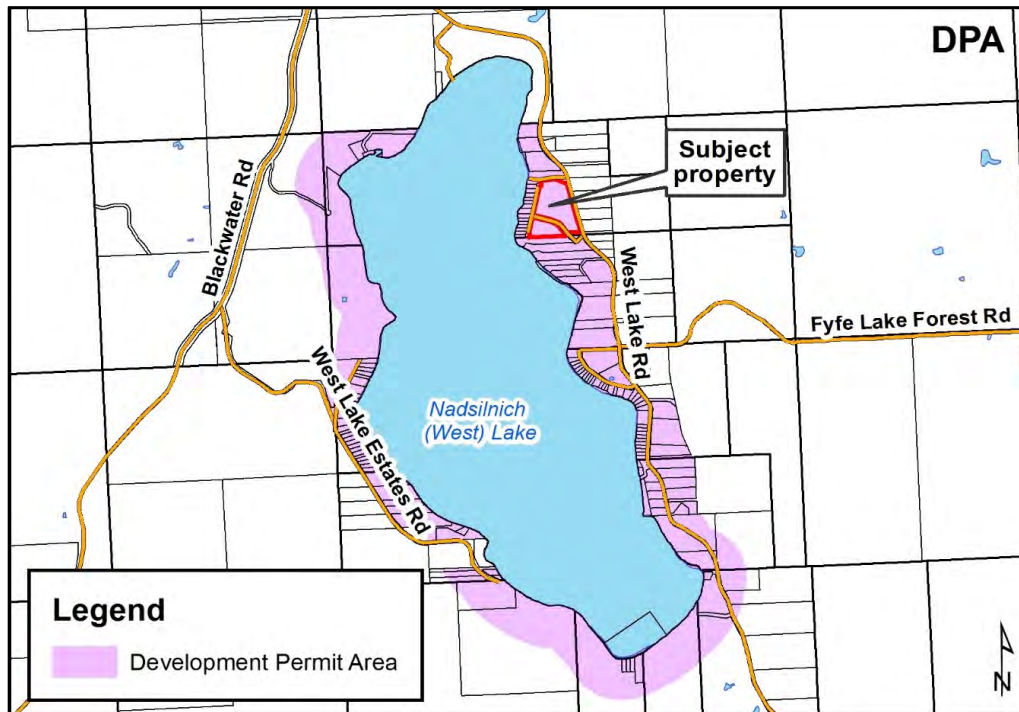 DPA
Subject
property
Blackwater Rd
West Lake Rd
Fyfe Lake Forest Rd
West Lake Estates Rd
Nadsilnich
(West) Lake
Legend
Development Permit Area
N